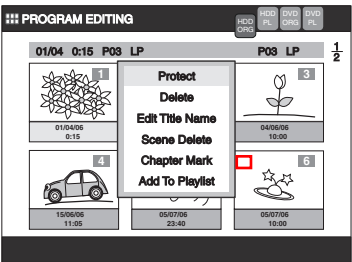 PROGRAM EDITING
HDD ORG
HDD PL
DVD ORG
DVD PL
01/04 0:15 P03 LP P03 LP
1
2
1
3
Protect
Delete
Edit Title Name
Scene Delete
Chapter Mark
Add To Playlist
01/04/06
0:15
04/06/06
10:00
4
6
15/06/06
11:05
05/07/06
23:40
05/07/06
10:00